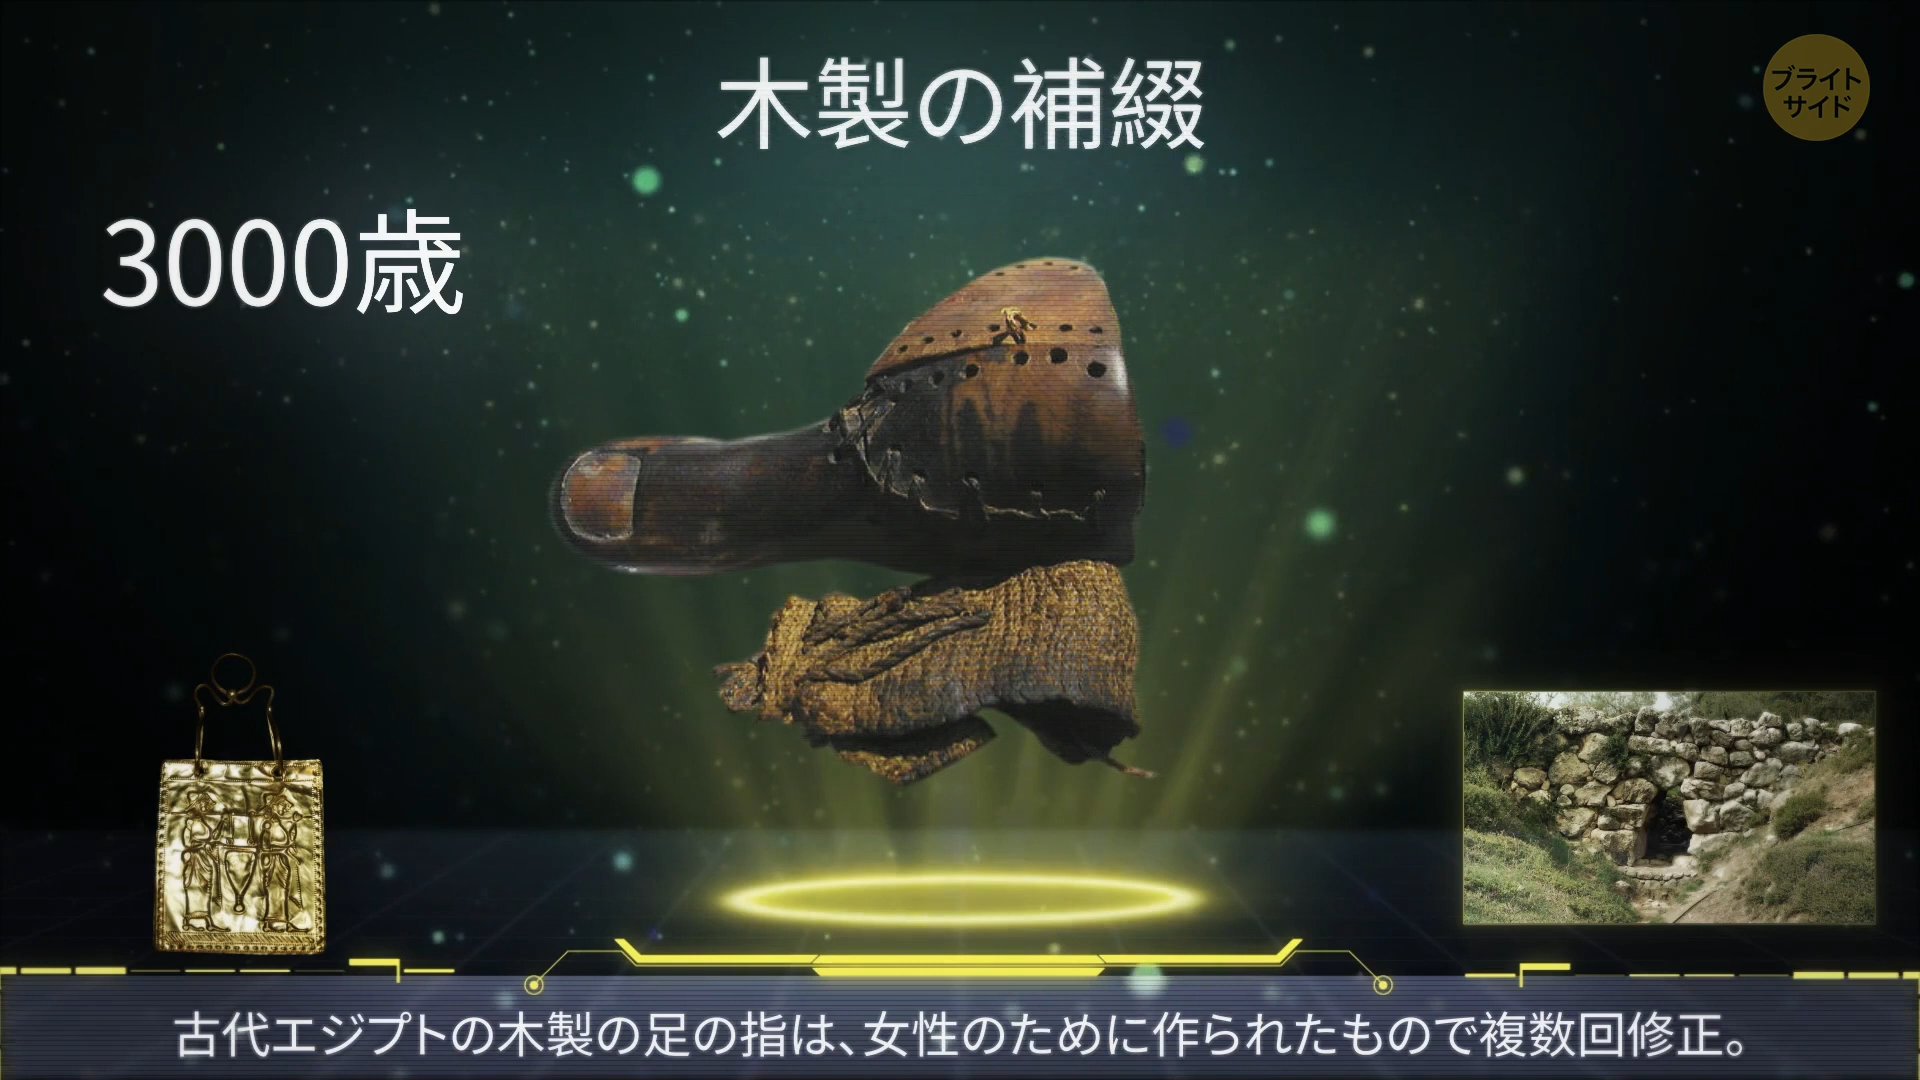 木製の補綴
ブライト
サイド
3000歳
古代エジプトの木製の足の指は、女性のために作られたもので複数回修正。